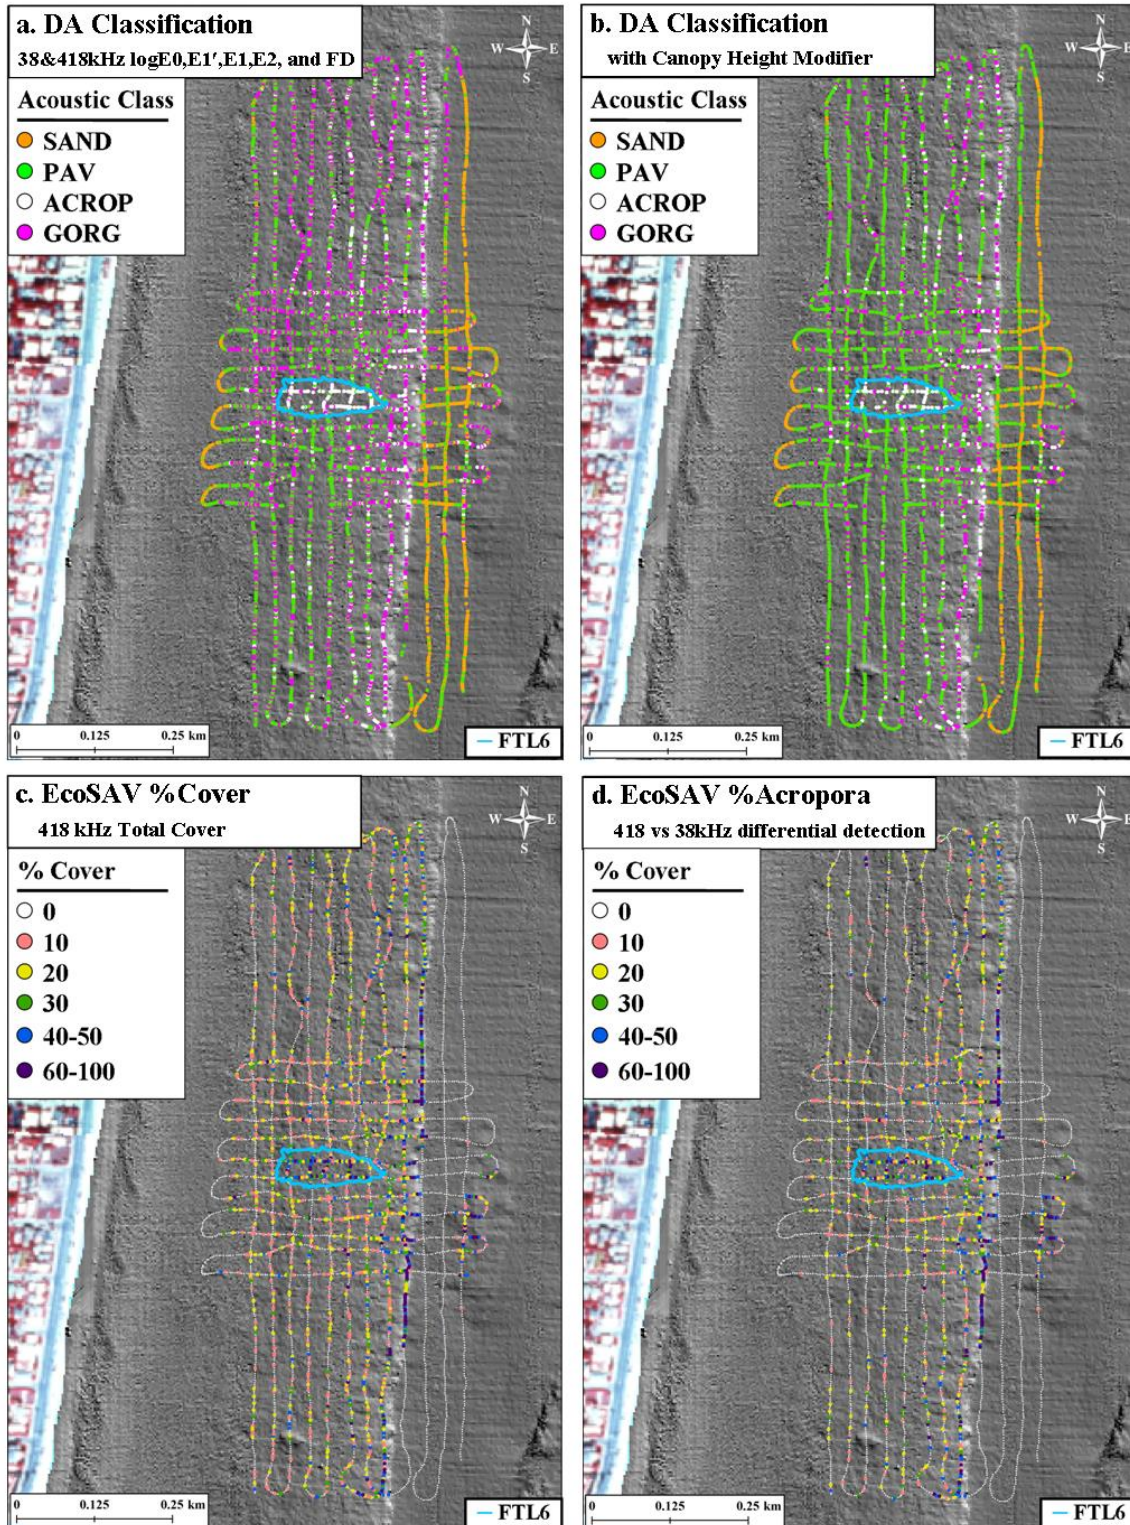 a. DA Classification
38&418kHz logE0,E1′,E1,E2, and FD
N
W E
S
Acoustic Class
SAND
PAV
ACROP
GORG
0 0.125 0.25 km
FTL6
b. DA Classification
with Canopy Height Modifier
N
W E
S
Acoustic Class
SAND
PAV
ACROP
GORG
0 0.125 0.25 km
FTL6
c. EcoSAV %Cover
418 kHz Total Cover
N
W E
S
% Cover
0
10
20
30
40-50
60-100
0 0.125 0.25 km
FTL6
d. EcoSAV %Acropora
418 vs 38kHz differential detection
N
W E
S
% Cover
0
10
20
30
40-50
60-100
0 0.125 0.25 km
FTL6